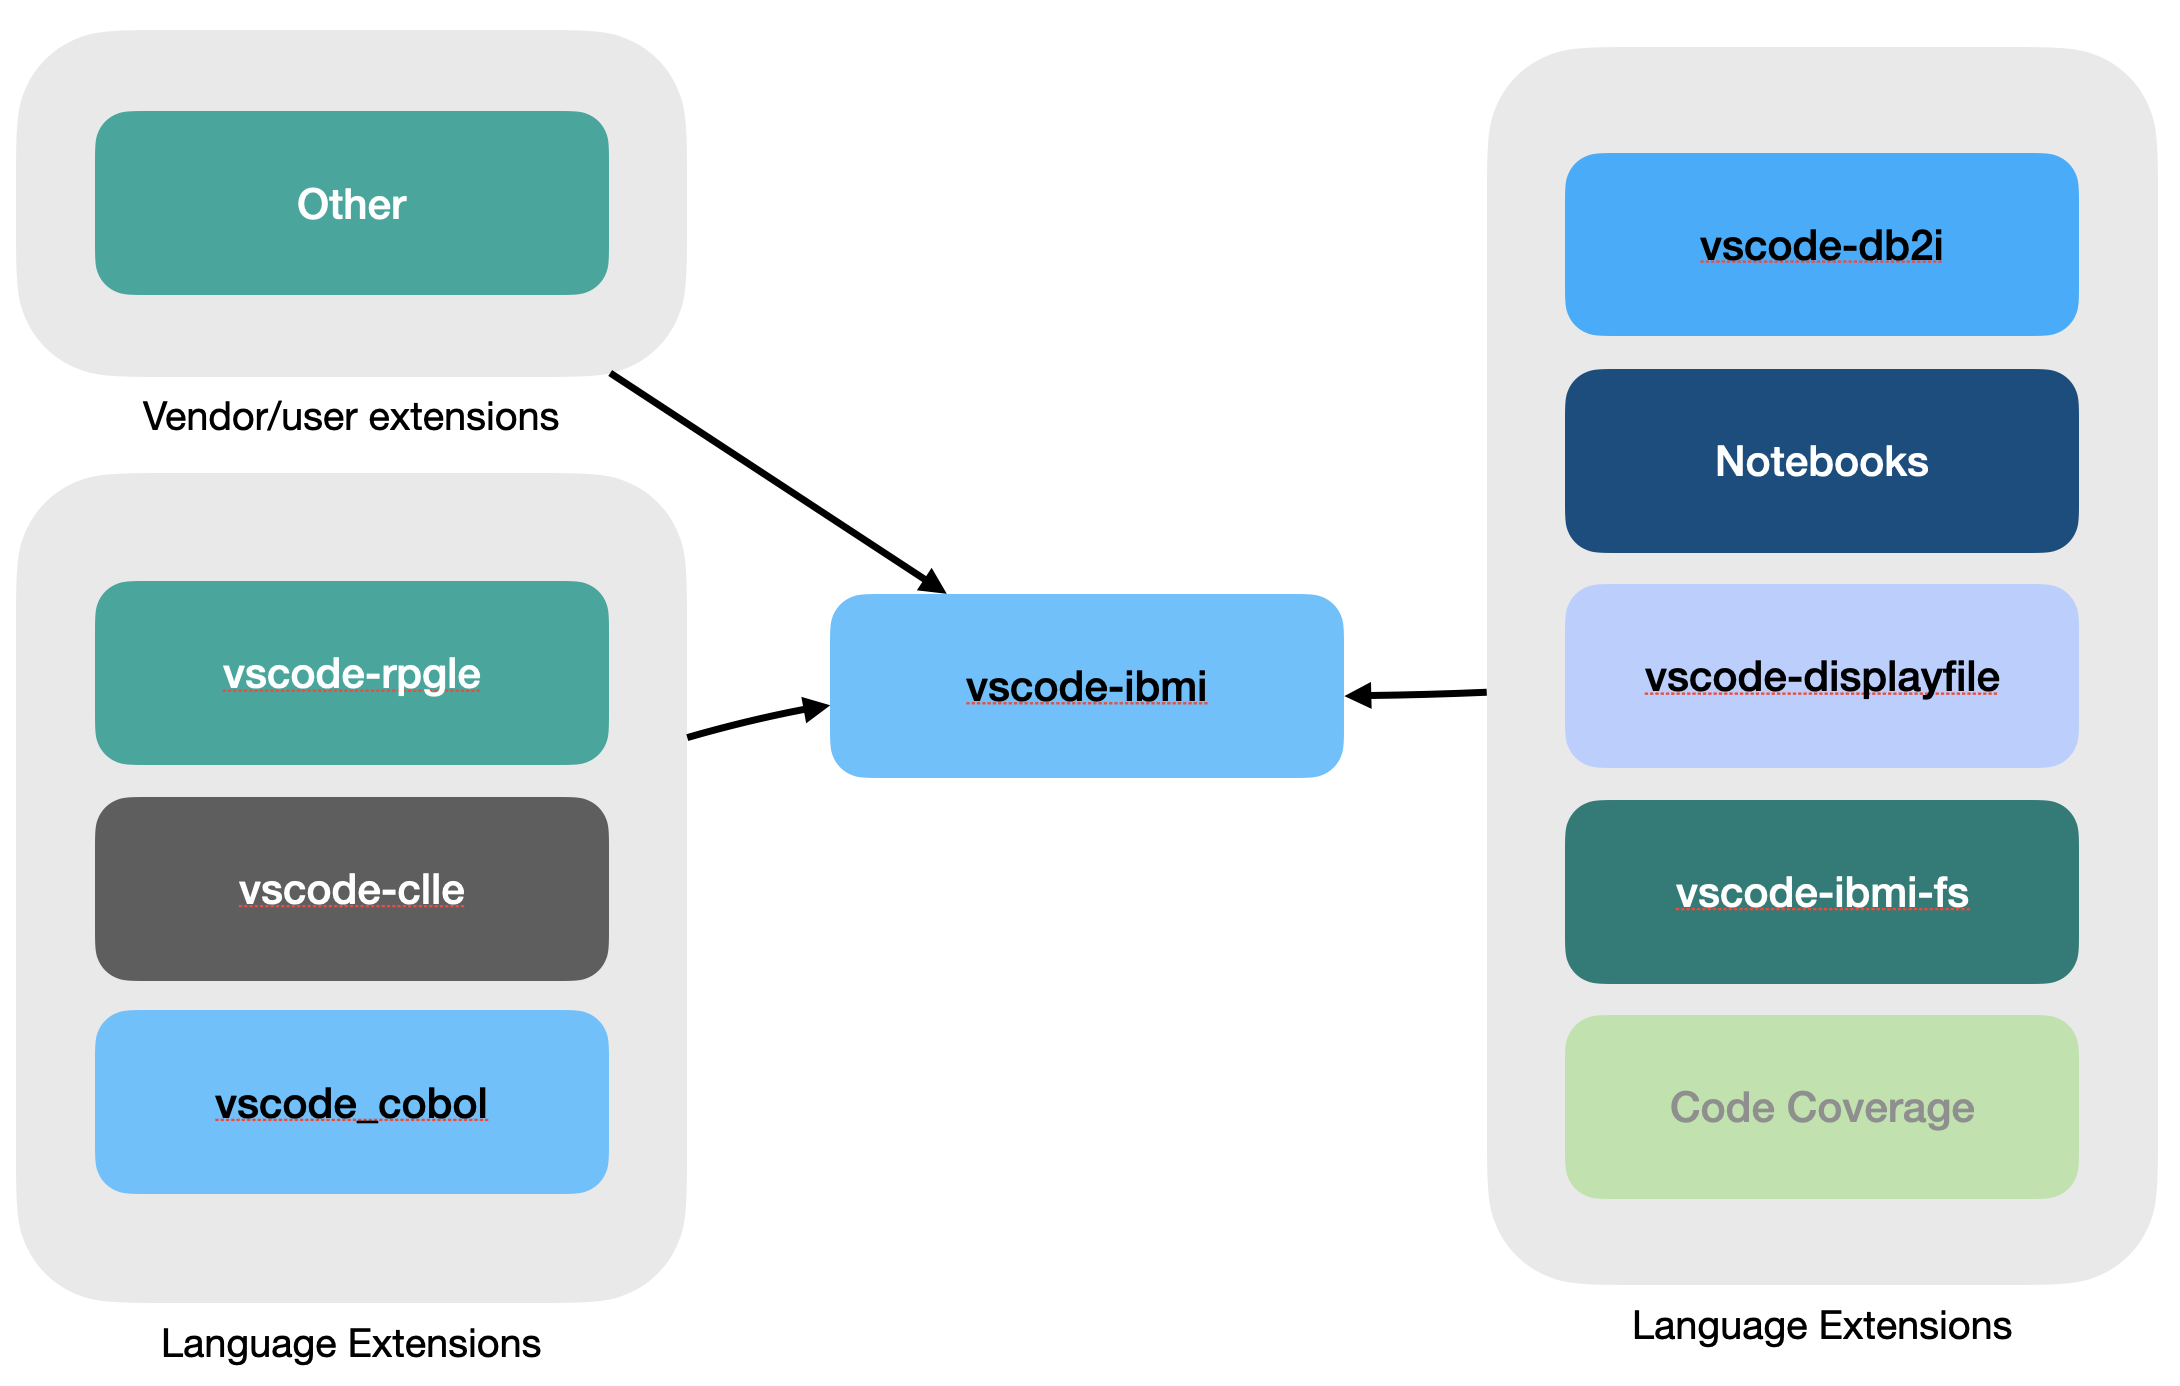 Other
Vendor/user extensions
vscode-rpgle
vscode-clle
vscode_cobol
Language Extensions
vscode-ibmi
vscode-db2i
Notebooks
vscode-displayfile
vscode-ibmi-fs
Code Coverage
Language Extensions